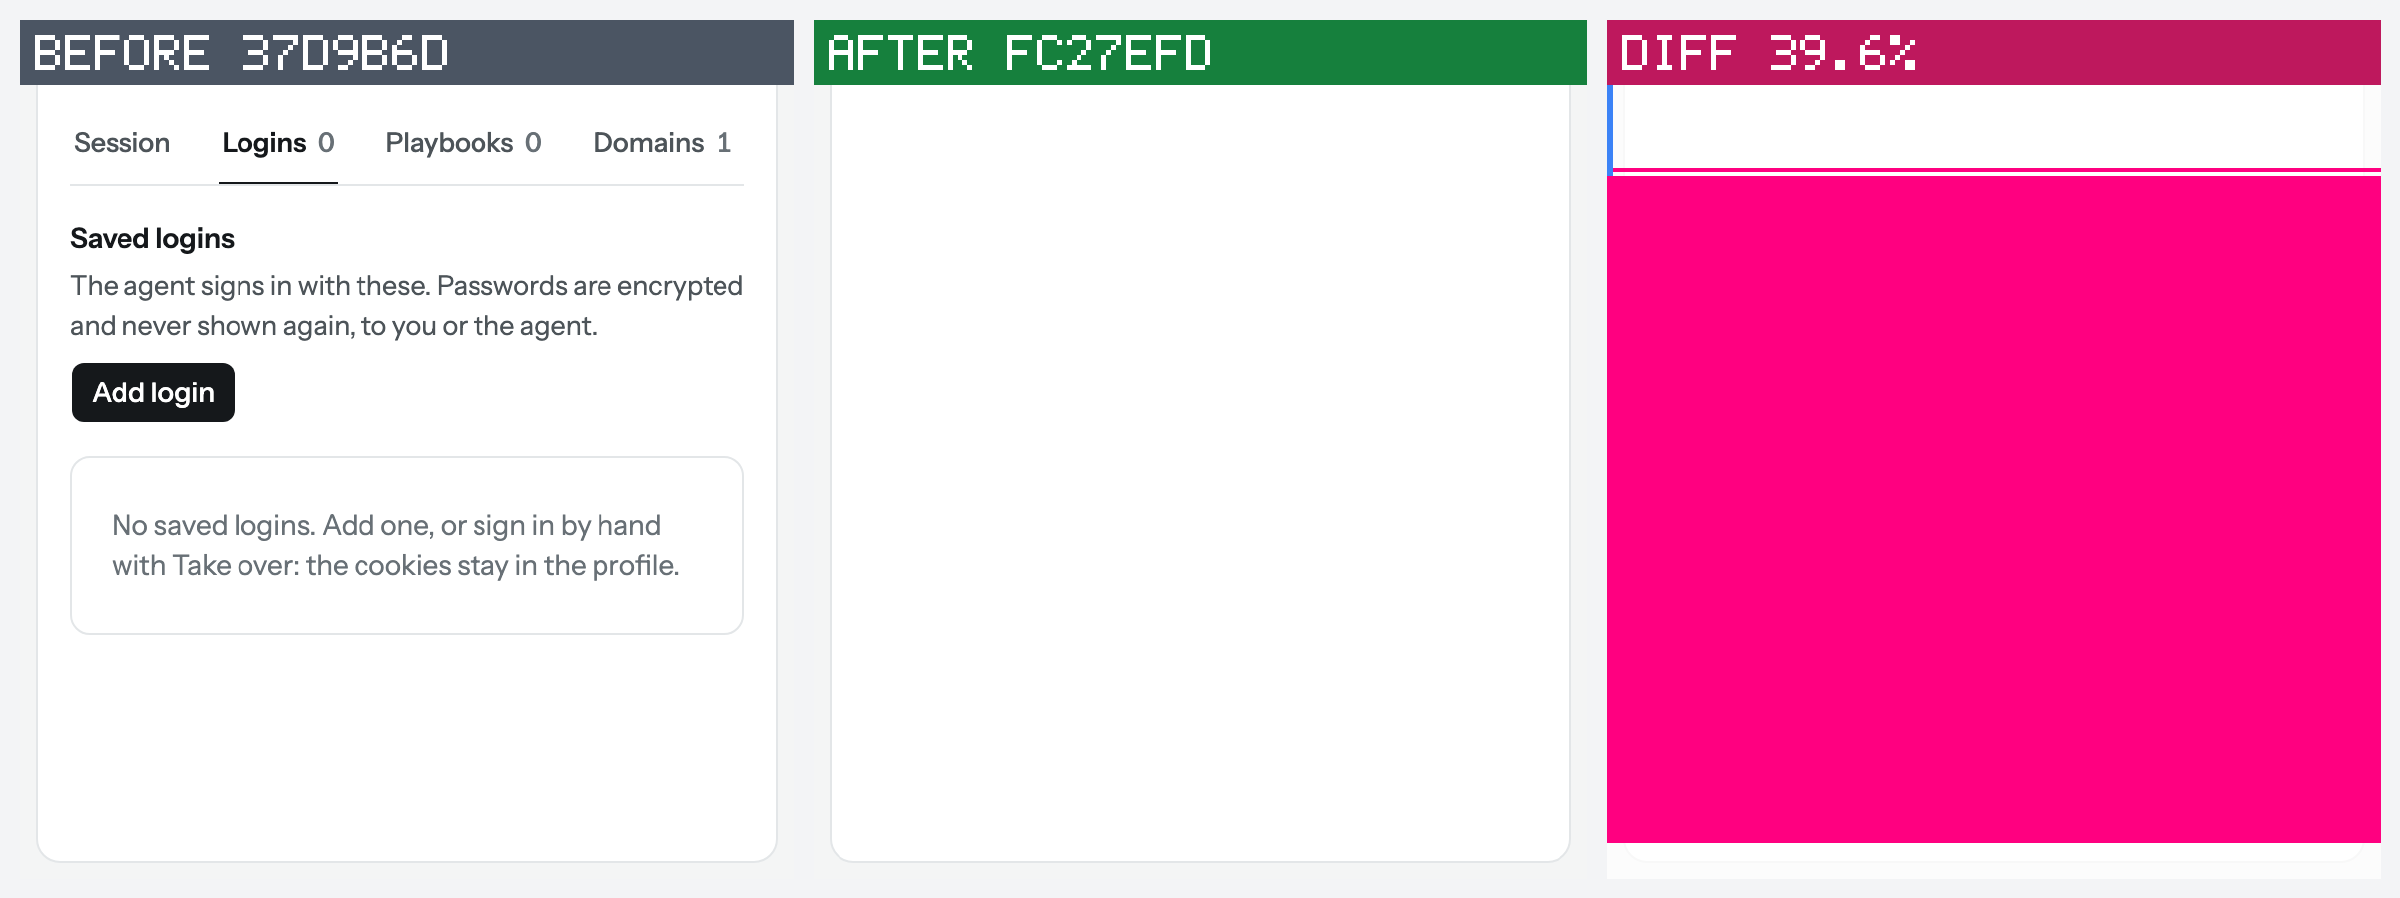 BEFORE 37D9B6D
Session Logins 0 Playbooks 0 Domains 1
Saved logins
The agent signs in with these. Passwords are encrypted
and never shown again, to you or the agent.
Add login
No saved logins. Add one, or sign in by hand
with Take over: the cookies stay in the profile.
AFTER FC27EFD
DIFF 39.6%